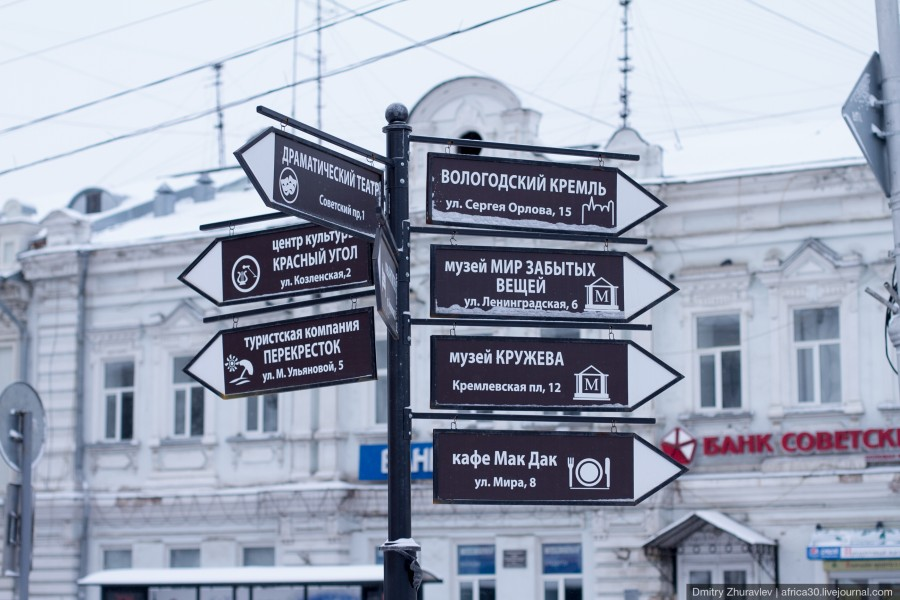 ДРАМАТИЧЕСКИЙ ТЕАТР
Советский пр,1
центр культуры
КРАСНЫЙ УГОЛ
ул. Козленская,2
туристская компания
ПЕРЕКРЕСТОК
ул. М. Ульяновой, 5
ВОЛОГОДСКИЙ КРЕМЛЬ
ул. Сергея Орлова, 15
музей МИР ЗАБЫТЫХ
ВЕЩЕЙ
ул. Ленинградская, 6
М
музей КРУЖЕВА
Кремлевская пл, 12
М
кафе Мак Дак
ул. Мира, 8
БАНК СОВЕТСКИ
Dmitry Zhuravlev | africa30.livejournal.com